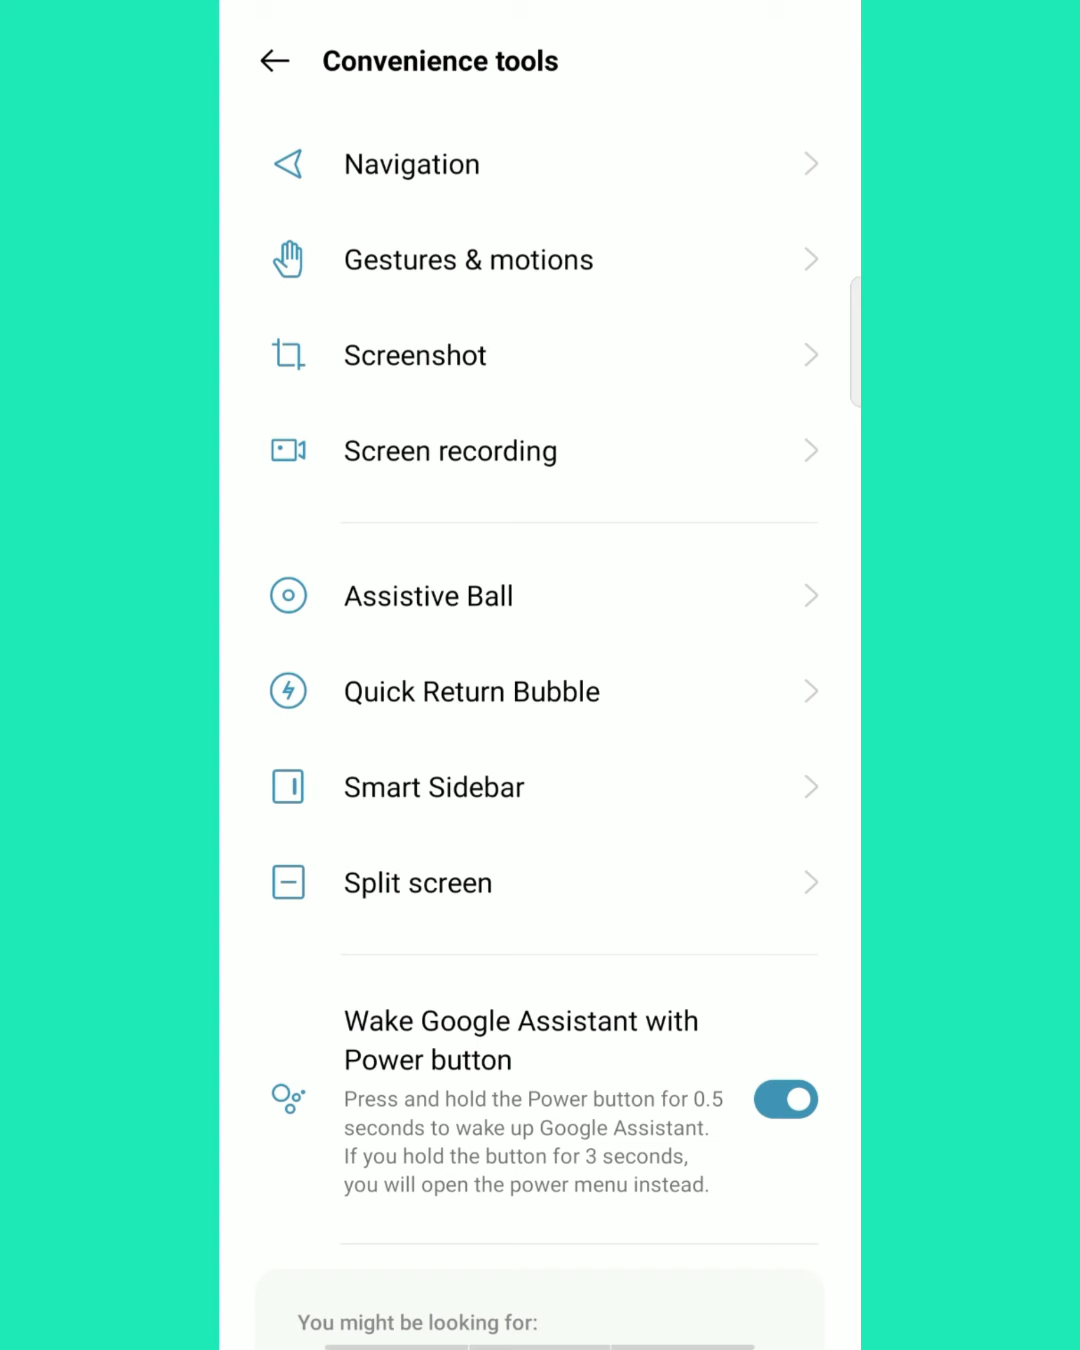 Convenience tools
Navigation
Gestures & motions
Screenshot
Screen recording
Assistive Ball
Quick Return Bubble
Smart Sidebar
Split screen
Wake Google Assistant with
Power button
Press and hold the Power button for 0.5
seconds to wake up Google Assistant.
If you hold the button for 3 seconds,
you will open the power menu instead.
You might be looking for: